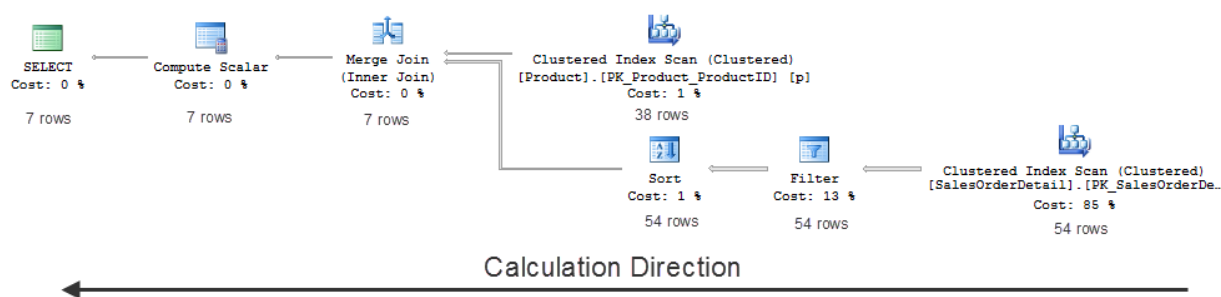 SELECT
Cost: 0 %
7 rows
Compute Scalar
Cost: 0 %
7 rows
Merge Join
(Inner Join)
Cost: 0 %
7 rows
Clustered Index Scan (Clustered)
[Product].[PK_Product_ProductID] [p]
Cost: 1 %
38 rows
Sort
Cost: 1 %
54 rows
Filter
Cost: 13 %
54 rows
Clustered Index Scan (Clustered)
[SalesOrderDetail].[PK_SalesOrderDe…
Cost: 85 %
54 rows
Calculation Direction